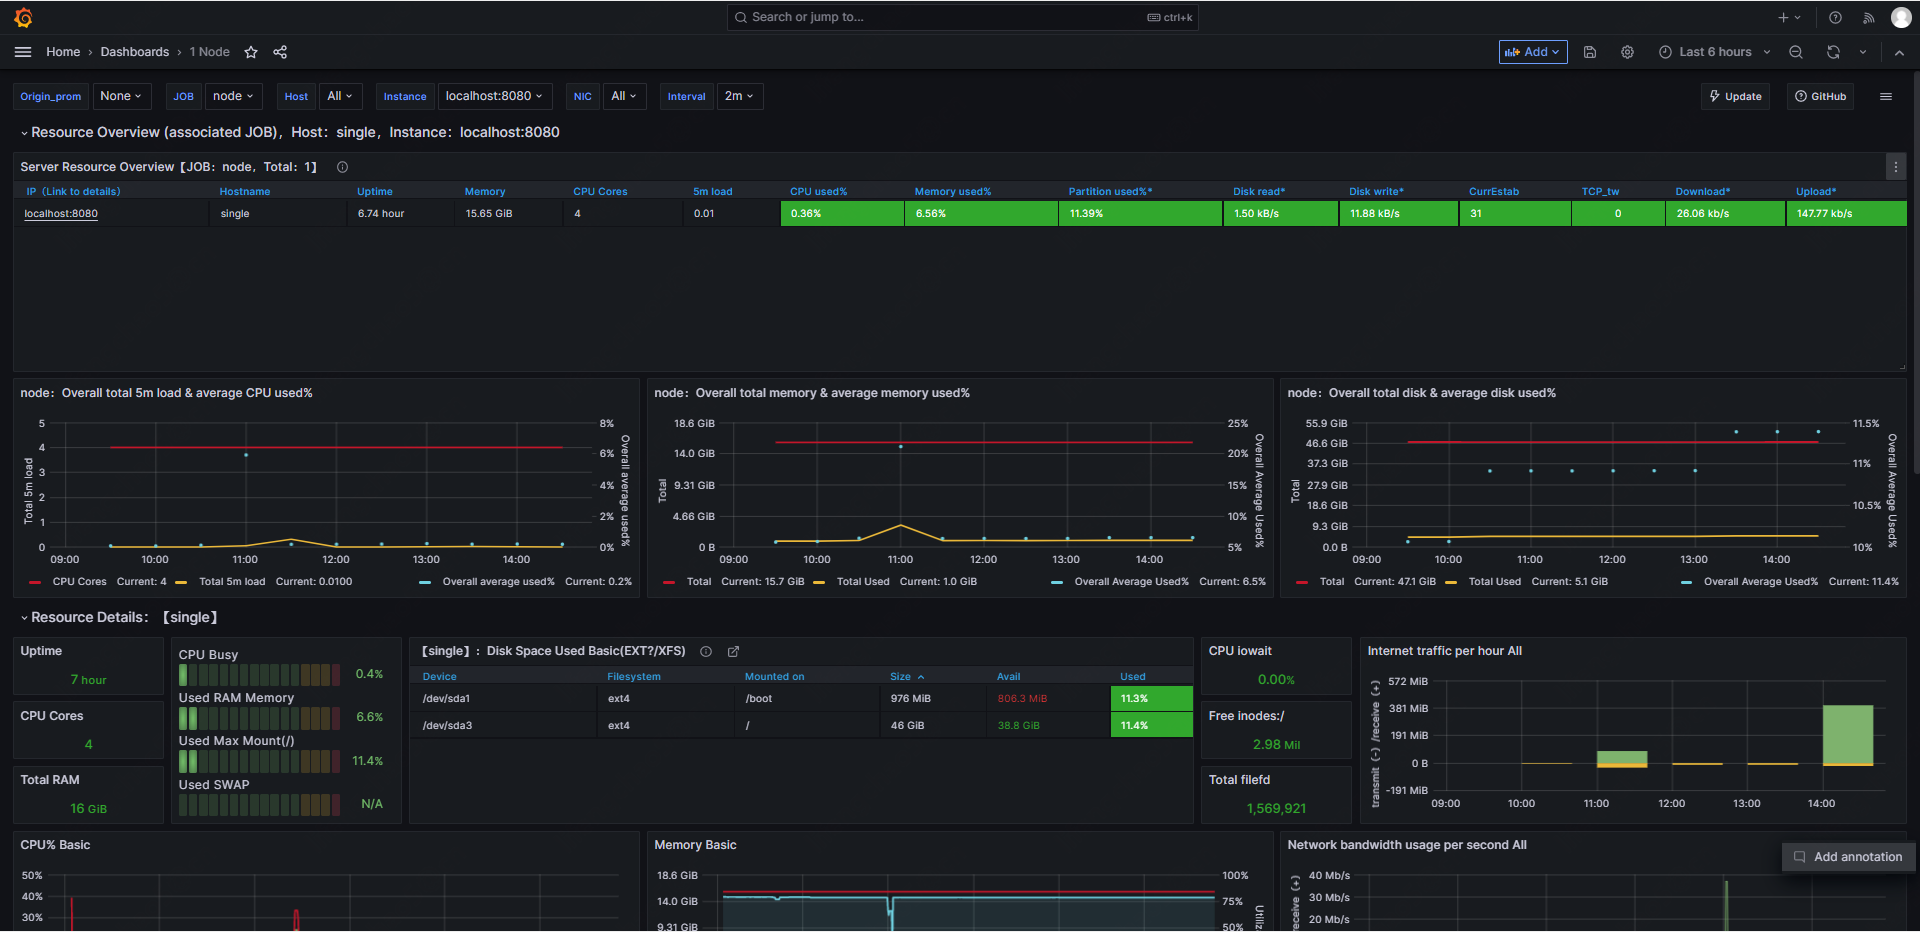 Search or jump to...
ctrl+k
Home › Dashboards › 1 Node
Add
Last 6 hours
Origin_prom None
JOB node
Host All
Instance localhost:8080
NIC All
Interval 2m
Update
GitHub
Resource Overview (associated JOB)，Host：single，Instance：localhost:8080
Server Resource Overview【JOB：node，Total：1】
IP（Link to details） Hostname Uptime Memory CPU Cores 5m load CPU used% Memory used% Partition used%* Disk read* Disk write* CurrEstab TCP_tw Download* Upload*
localhost:8080 single 6.74 hour 15.65 GiB 4 0.01 0.36% 6.56% 11.39% 1.50 kB/s 11.88 kB/s 31 0 26.06 kb/s 147.77 kb/s
node：Overall total 5m load & average CPU used%
Total 5m load
5
4
3
2
1
0
8%
6%
4%
2%
0%
Overall average used%
09:00 10:00 11:00 12:00 13:00 14:00
CPU Cores Current: 4 Total 5m load Current: 0.0100 Overall average used% Current: 0.2%
node：Overall total memory & average memory used%
Total
18.6 GiB
14.0 GiB
9.31 GiB
4.66 GiB
0 B
25%
20%
15%
10%
5%
Overall Average Used%
09:00 10:00 11:00 12:00 13:00 14:00
Total Current: 15.7 GiB Total Used Current: 1.0 GiB Overall Average Used% Current: 6.5%
node：Overall total disk & average disk used%
Total
55.9 GiB
46.6 GiB
37.3 GiB
27.9 GiB
18.6 GiB
9.3 GiB
0.0 B
11.5%
11%
10.5%
10%
Overall Average Used%
09:00 10:00 11:00 12:00 13:00 14:00
Total Current: 47.1 GiB Total Used Current: 5.1 GiB Overall Average Used% Current: 11.4%
Resource Details：【single】
Uptime
7 hour
CPU Cores
4
Total RAM
16 GiB
CPU Busy
0.4%
Used RAM Memory
6.6%
Used Max Mount(/)
11.4%
Used SWAP
N/A
【single】：Disk Space Used Basic(EXT?/XFS)
Device Filesystem Mounted on Size Avail Used
/dev/sda1 ext4 /boot 976 MiB 806.3 MiB 11.3%
/dev/sda3 ext4 / 46 GiB 38.8 GiB 11.4%
CPU iowait
0.00%
Free inodes:/
2.98 Mil
Total filefd
1,569,921
Internet traffic per hour All
transmit (-) /receive (+)
572 MiB
381 MiB
191 MiB
0 B
-191 MiB
09:00 10:00 11:00 12:00 13:00 14:00
CPU% Basic
50%
40%
30%
Memory Basic
18.6 GiB
14.0 GiB
9.31 GiB
100%
75%
50%
Utiliz
Network bandwidth usage per second All
receive (+)
40 Mb/s
30 Mb/s
20 Mb/s
Add annotation